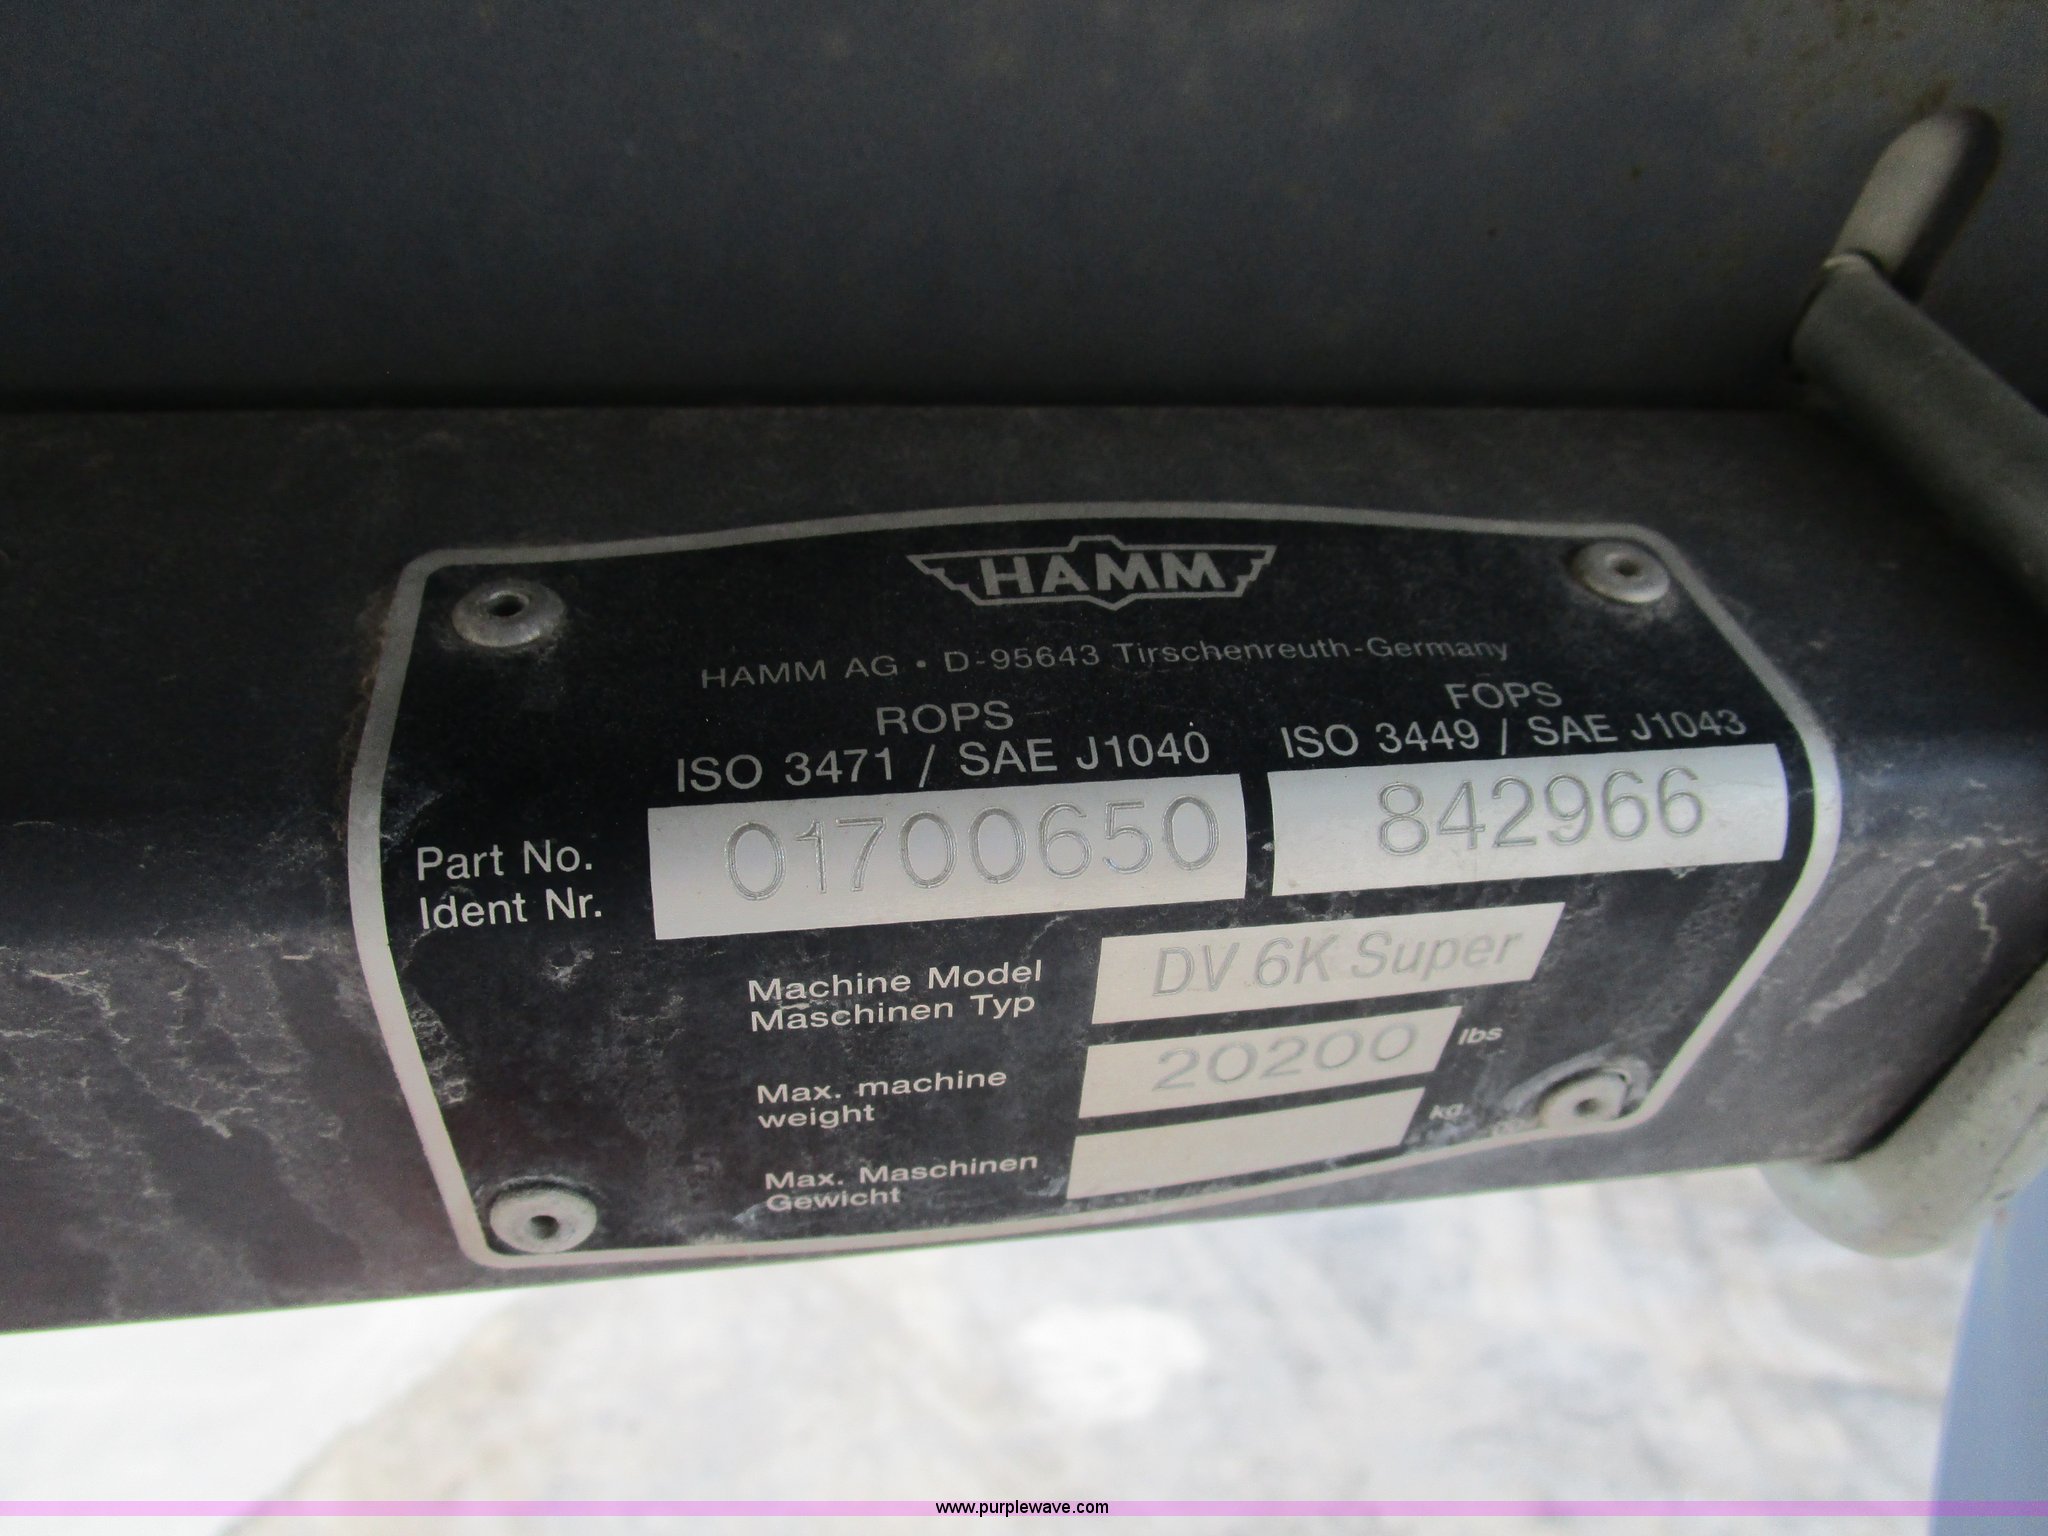 HAMM
HAMM AG • D-95643 Tirschenreuth-Germany
ROPS
ISO 3471 / SAE J1040
FOPS
ISO 3449 / SAE J1043
Part No.
Ident Nr.
01700650
842966
Machine Model
Maschinen Typ
DV 6K Super
Max. machine
weight
20200 lbs
Max. Maschinen
Gewicht
kg
www.purplewave.com